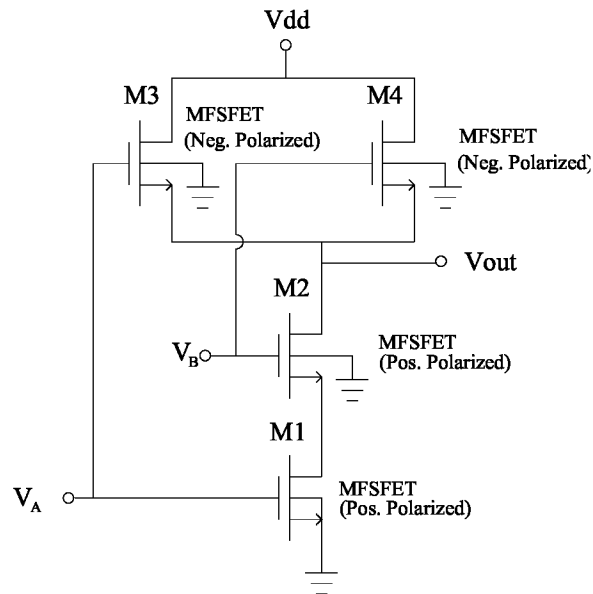 Vdd
M3
M4
MFSFET
(Neg. Polarized)
MFSFET
(Neg. Polarized)
Vout
M2
VB
MFSFET
(Pos. Polarized)
M1
VA
MFSFET
(Pos. Polarized)